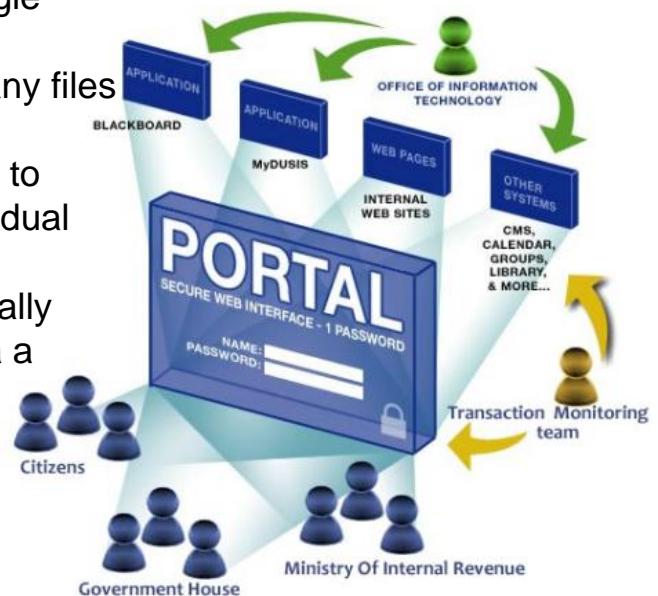 any files
to
dual
ally
a
OFFICE OF INFORMATION
TECHNOLOGY
APPLICATION
BLACKBOARD
APPLICATION
MyDUSIS
WEB PAGES
INTERNAL
WEB SITES
OTHER
SYSTEMS
CMS,
CALENDAR,
GROUPS,
LIBRARY,
& MORE...
PORTAL
SECURE WEB INTERFACE - 1 PASSWORD
NAME:
PASSWORD:
Transaction Monitoring
team
Citizens
Ministry Of Internal Revenue
Government House